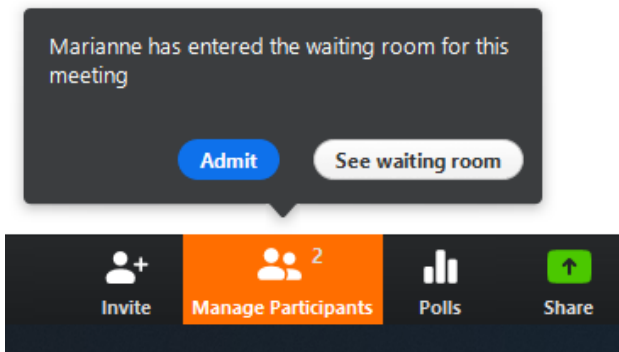 Marianne has entered the waiting room for this
meeting
Admit
See waiting room
2
Invite
Manage Participants
Polls
Share